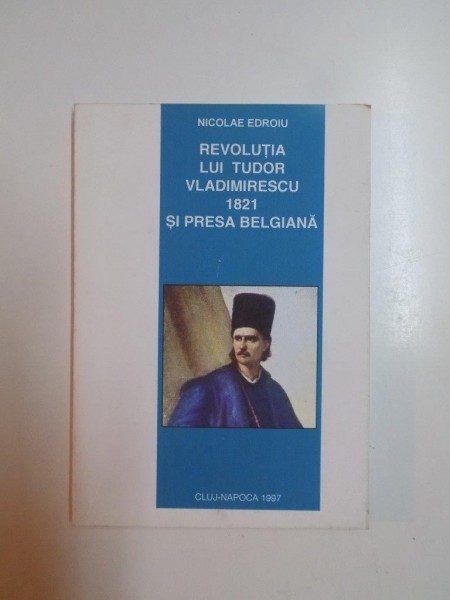 NICOLAE EDROIU
REVOLUȚIA
LUI TUDOR
VLADIMIRESCU
1821
ȘI PRESA BELGIANĂ
CLUJ-NAPOCA 1997